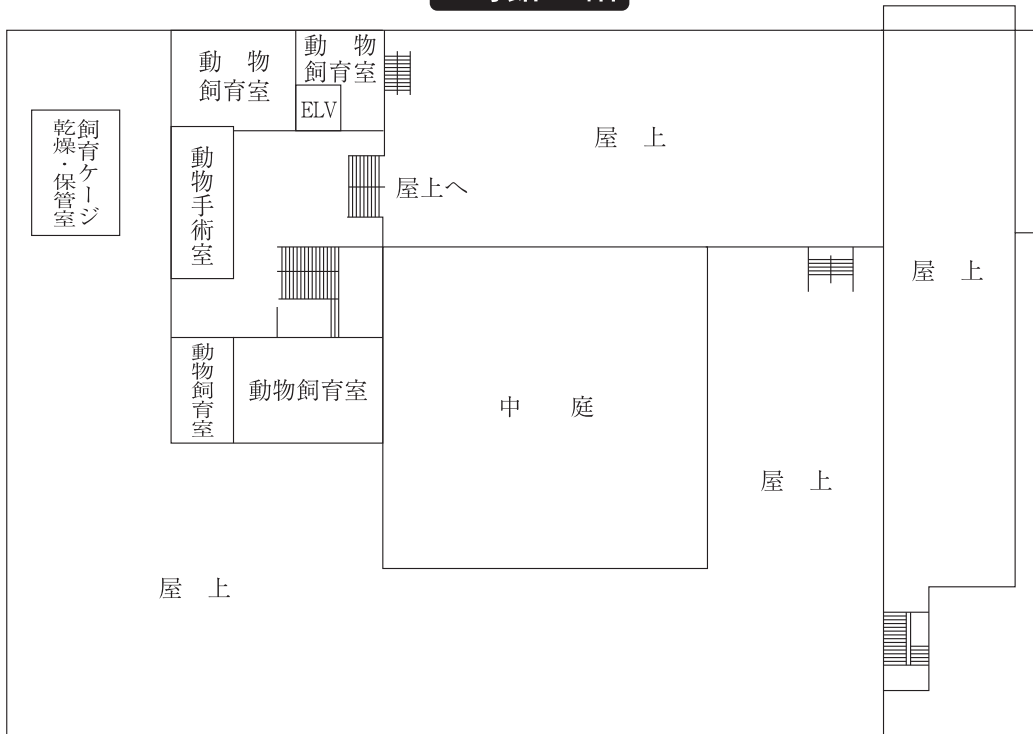 動 物
飼育室
動 物
飼育室
ELV
屋 上
飼育ケージ
乾燥・保管室
動物手術室
屋上へ
屋 上
動物飼育室
動物飼育室
中 庭
屋 上
屋 上